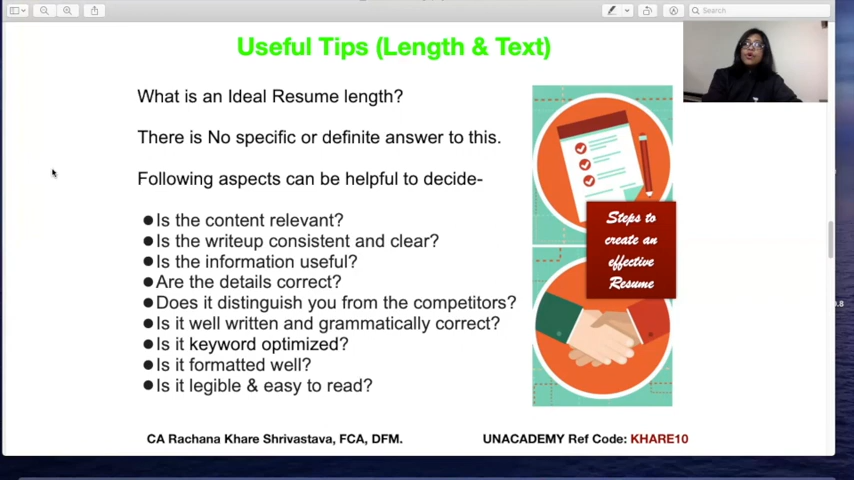 Search
Useful Tips (Length & Text)
What is an Ideal Resume length?
There is No specific or definite answer to this.
Following aspects can be helpful to decide-
●Is the content relevant?
●Is the writeup consistent and clear?
●Is the information useful?
●Are the details correct?
●Does it distinguish you from the competitors?
●Is it well written and grammatically correct?
●Is it keyword optimized?
●Is it formatted well?
●Is it legible & easy to read?
Steps to
create an
effective
Resume
CA Rachana Khare Shrivastava, FCA, DFM.
UNACADEMY Ref Code: KHARE10